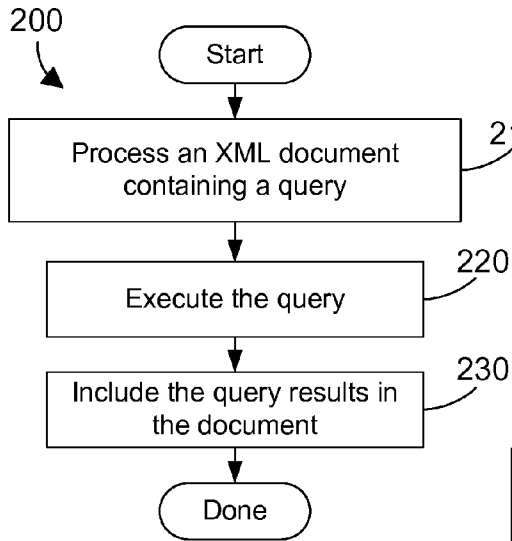 200
Start
Process an XML document
containing a query
Execute the query
220
Include the query results in
the document
230
Done